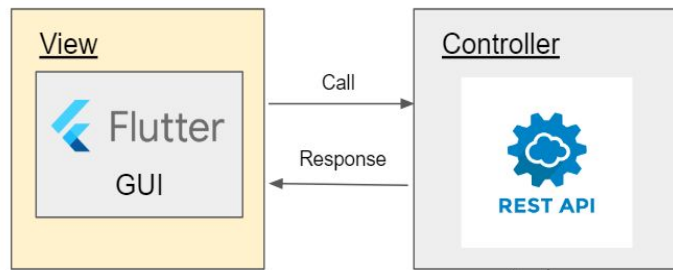 View
Flutter
GUI
Call
Response
Controller
REST API